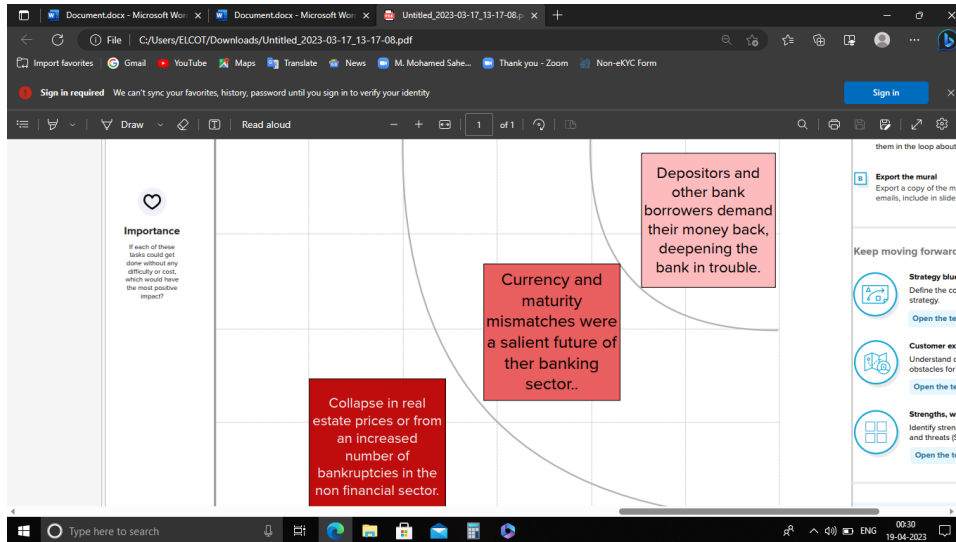 Document.docx - Microsoft Wor
Document.docx - Microsoft Wor
Untitled_2023-03-17_13-17-08.p
File C:/Users/ELCOT/Downloads/Untitled_2023-03-17_13-17-08.pdf
Import favorites Gmail YouTube Maps Translate News M. Mohamed Sahe... Thank you - Zoom Non-eKYC Form
Sign in required We can't sync your favorites, history, password until you sign in to verify your identity
Sign in
Draw Read aloud 1 of 1
Importance
If each of these
tasks could get
done without any
difficulty or cost,
which would have
the most positive
impact?
Depositors and
other bank
borrowers demand
their money back,
deepening the
bank in trouble.
Currency and
maturity
mismatches were
a salient future of
ther banking
sector..
Collapse in real
estate prices or from
an increased
number of
bankruptcies in the
non financial sector.
them in the loop about
B Export the mural
Export a copy of the m
emails, include in slide
Keep moving forward
Strategy blue
Define the co
strategy.
Open the te
Customer ex
Understand c
obstacles for
Open the te
Strengths, w
Identify stren
and threats (S
Open the te
Type here to search
ENG
00:30
19-04-2023